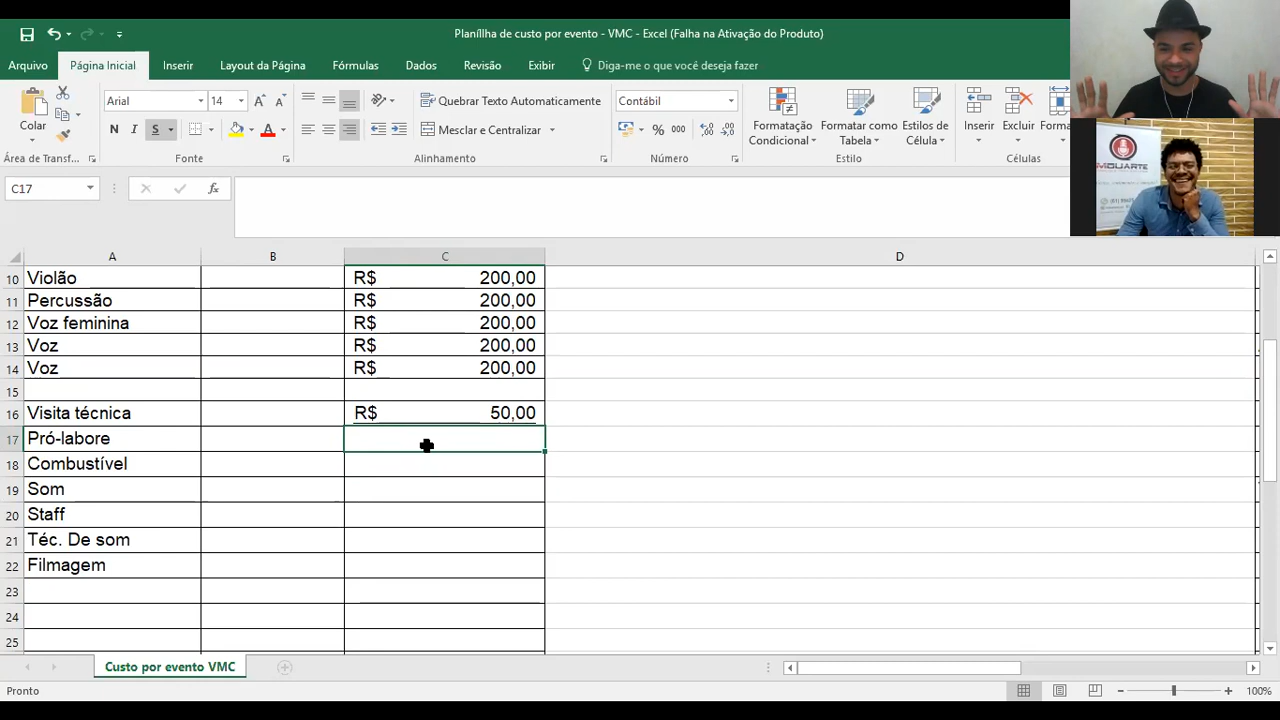 Planíllha de custo por evento - VMC - Excel (Falha na Ativação do Produto)
Arquivo Página Inicial Inserir Layout da Página Fórmulas Dados Revisão Exibir Diga-me o que você deseja fazer
Colar
Arial 14
N I S
Quebrar Texto Automaticamente
Mesclar e Centralizar
Contábil
% 000
Formatação Condicional
Formatar como Tabela
Estilos de Célula
Inserir Excluir Forma
Área de Transf... Fonte Alinhamento Número Estilo Células
C17 fx
A B C D
10 Violão R$ 200,00
11 Percussão R$ 200,00
12 Voz feminina R$ 200,00
13 Voz R$ 200,00
14 Voz R$ 200,00
15
16 Visita técnica R$ 50,00
17 Pró-labore
18 Combustível
19 Som
20 Staff
21 Téc. De som
22 Filmagem
23
24
25
Custo por evento VMC
Pronto 100%
MDUARTE